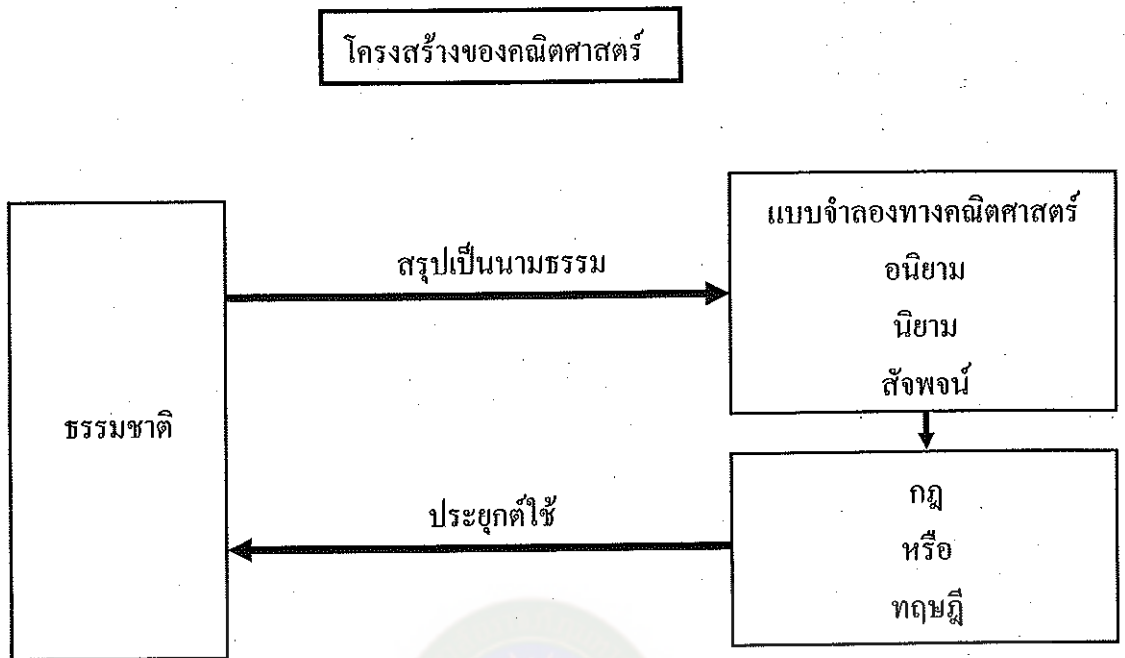 โครงสร้างของคณิตศาสตร์
แบบจำลองทางคณิตศาสตร์
อนิยาม
นิยาม
สัจพจน์
สรุปเป็นนามธรรม
ธรรมชาติ
ประยุกต์ใช้
กฎ
หรือ
ทฤษฎี